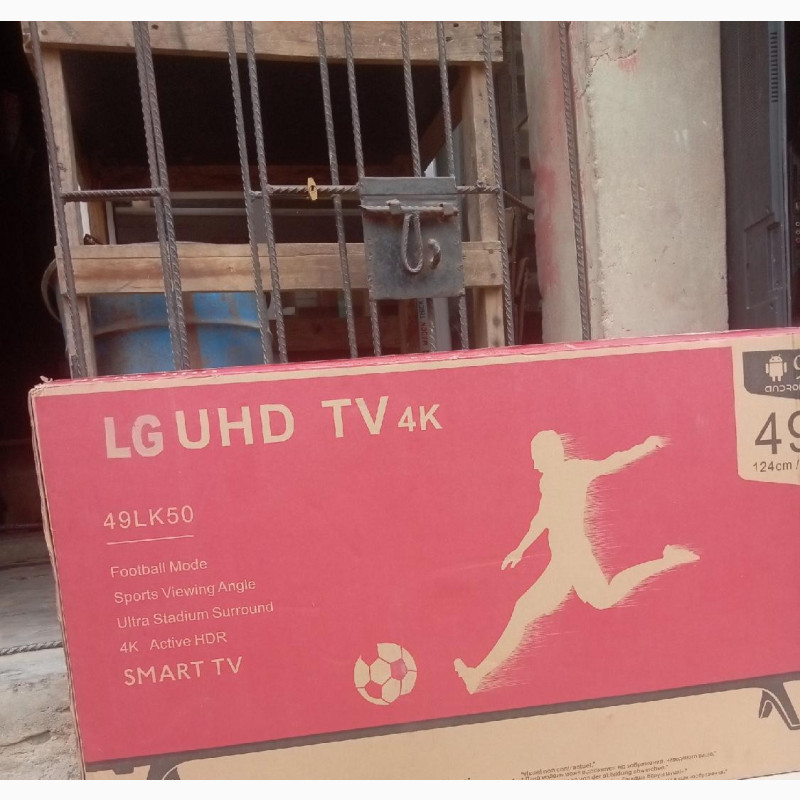 LG UHD TV 4K
49LK50
Football Mode
Sports Viewing Angle
Ultra Stadium Surround
4K Active HDR
SMART TV
49
124cm /